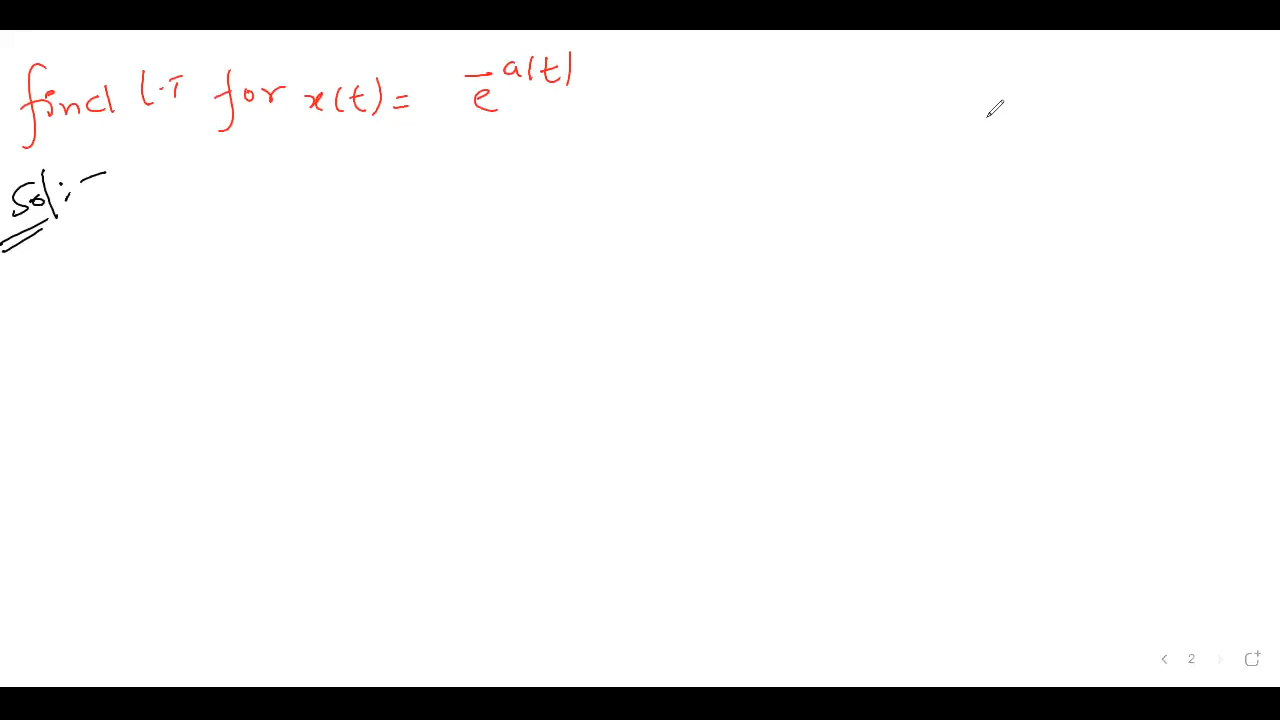 find L.T for x(t) = e^-a|t|
Sol:-
2